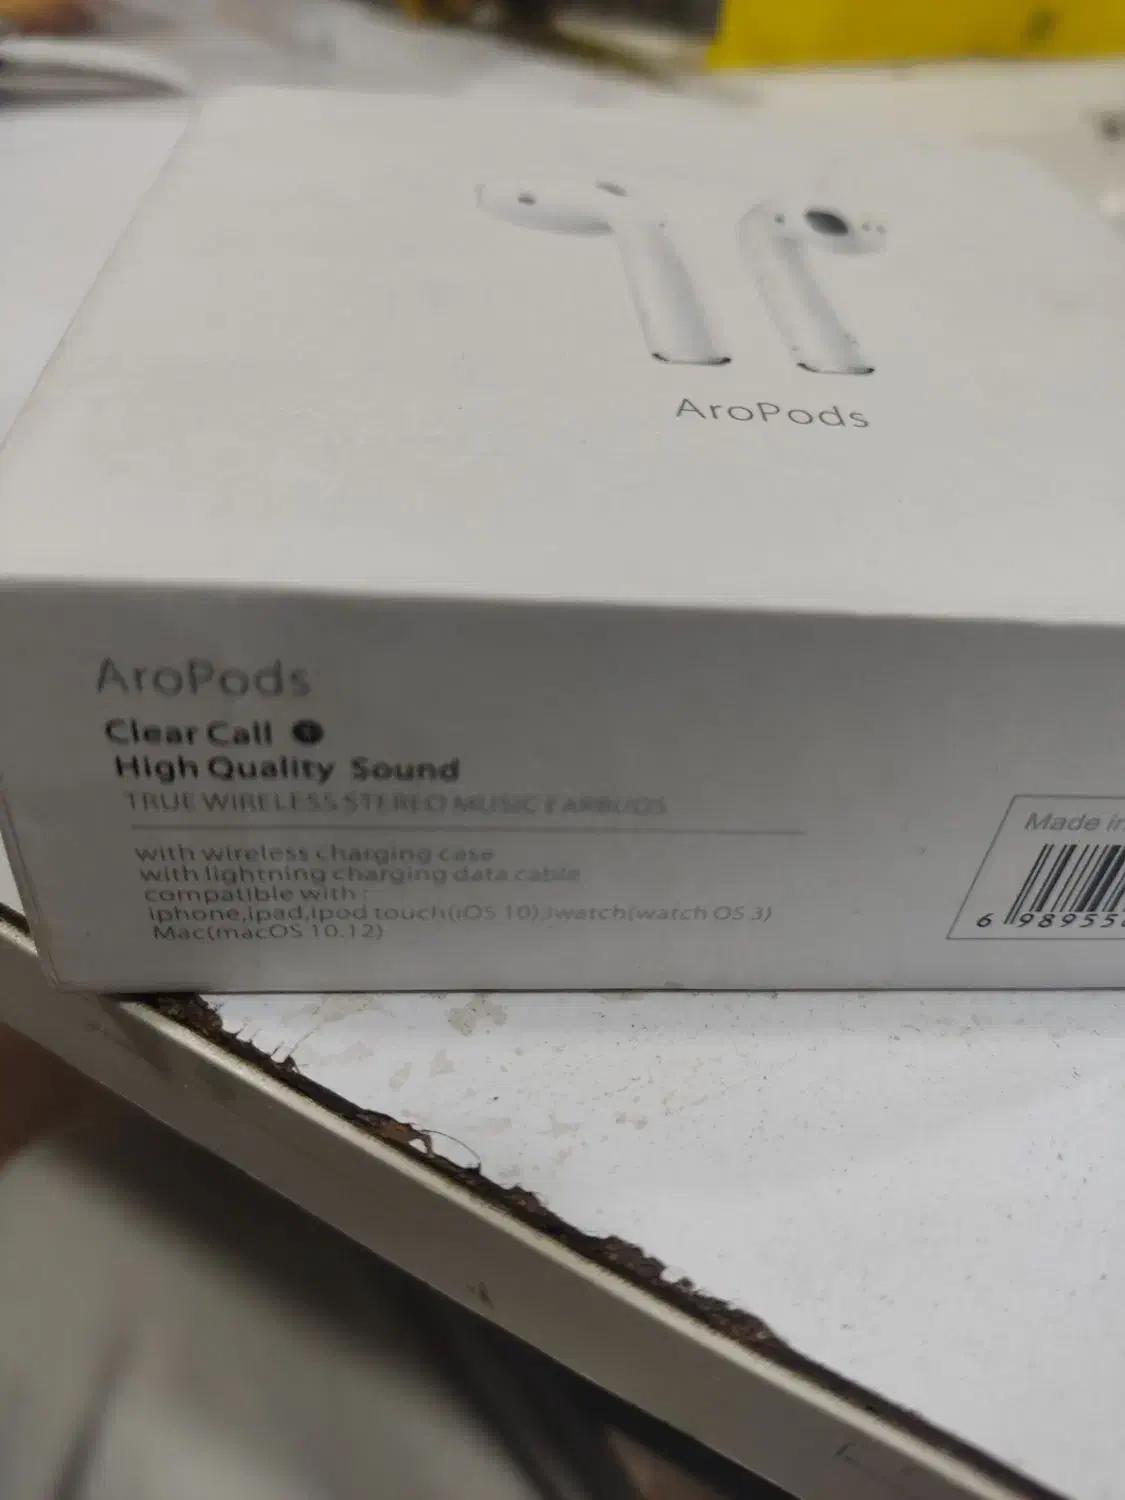 AroPods
AroPods
Clear Call
High Quality Sound
TRUE WIRELESS STEREO MUSIC EARBUDS
with wireless charging case
with lightning charging data cable
compatible with:
iphone,ipad,ipod touch(iOS 10),iwatch(watch OS 3)
Mac(macOS 10.12)
Made in
6 989556